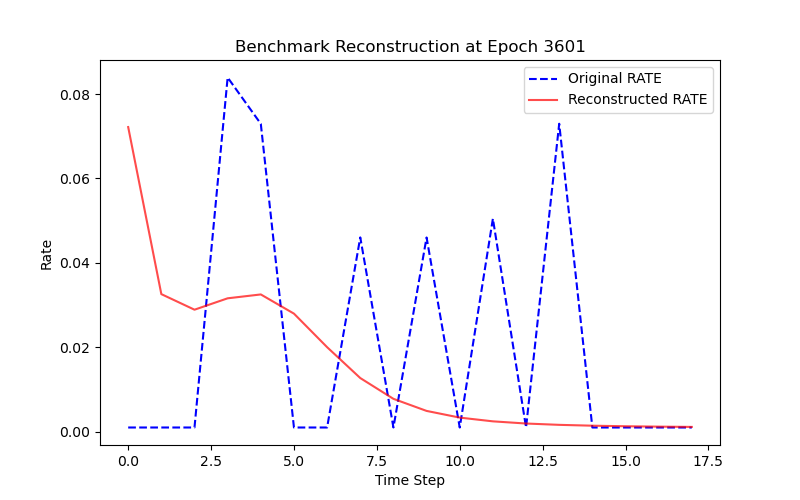 Benchmark Reconstruction at Epoch 3601
Original RATE
Reconstructed RATE
0.08
0.06
0.04
0.02
0.00
Rate
0.0 2.5 5.0 7.5 10.0 12.5 15.0 17.5
Time Step